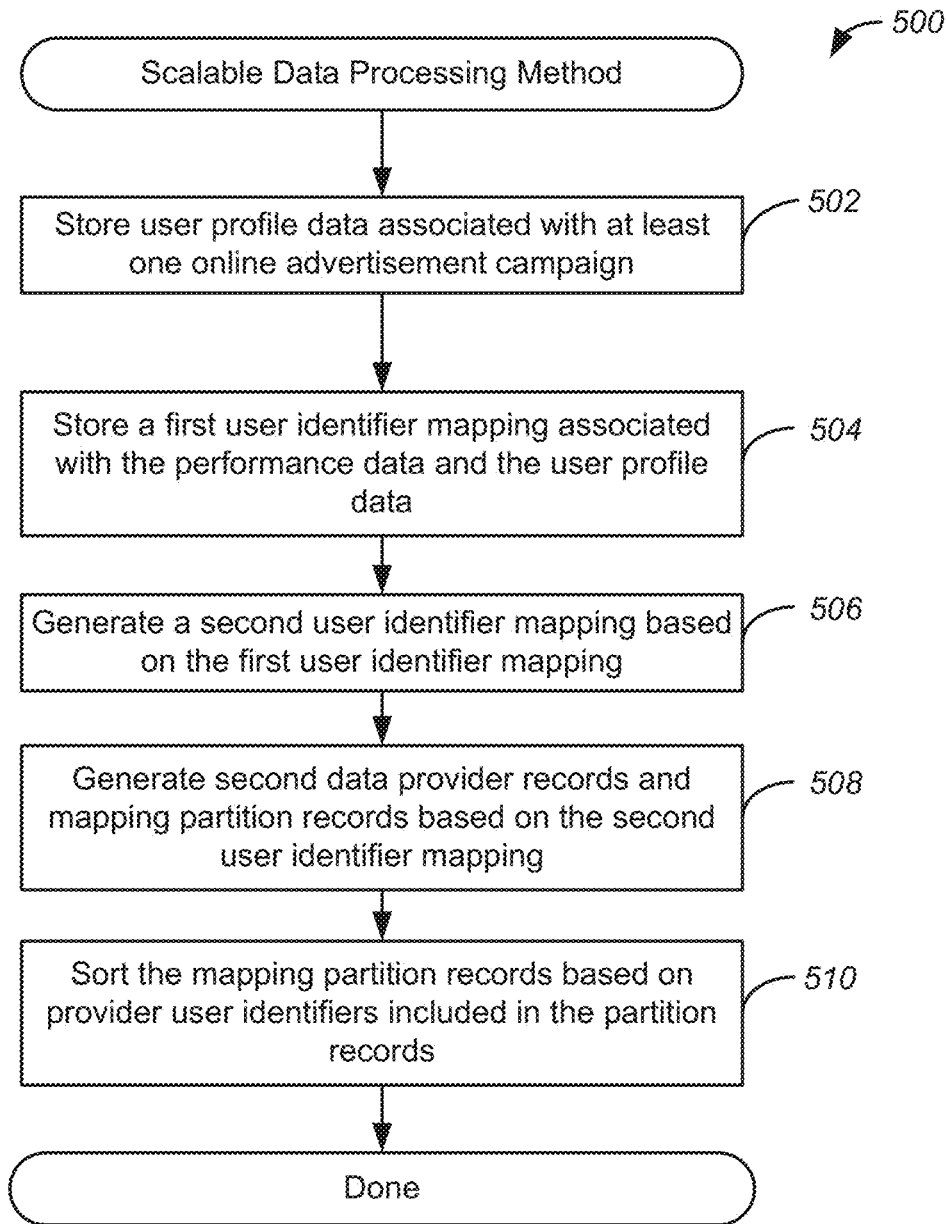 500
Scalable Data Processing Method
Store user profile data associated with at least
one online advertisement campaign
502
Store a first user identifier mapping associated
with the performance data and the user profile
data
504
Generate a second user identifier mapping based
on the first user identifier mapping
506
Generate second data provider records and
mapping partition records based on the second
user identifier mapping
508
Sort the mapping partition records based on
provider user identifiers included in the partition
records
510
Done